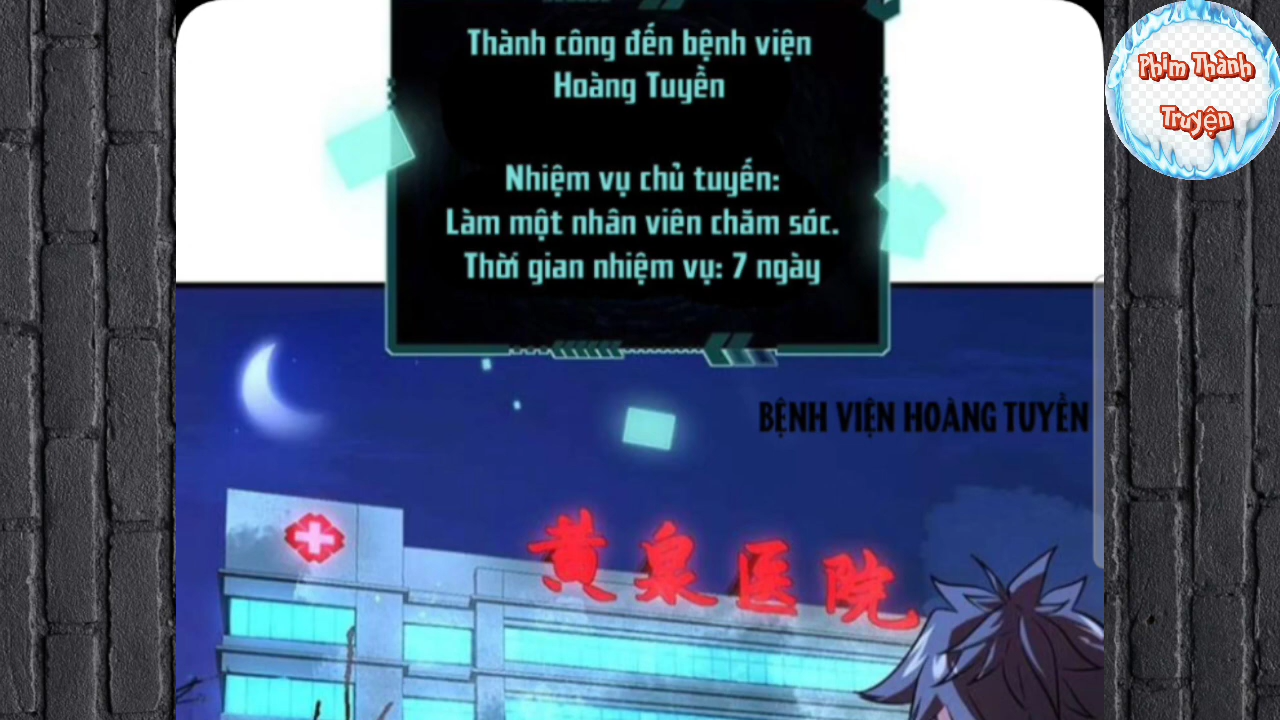 Thành công đến bệnh viện
Hoàng Tuyền
Nhiệm vụ chủ tuyến:
Làm một nhân viên chăm sóc.
Thời gian nhiệm vụ: 7 ngày
Phim Thành
Truyện
BỆNH VIỆN HOÀNG TUYỀN
黄泉医院